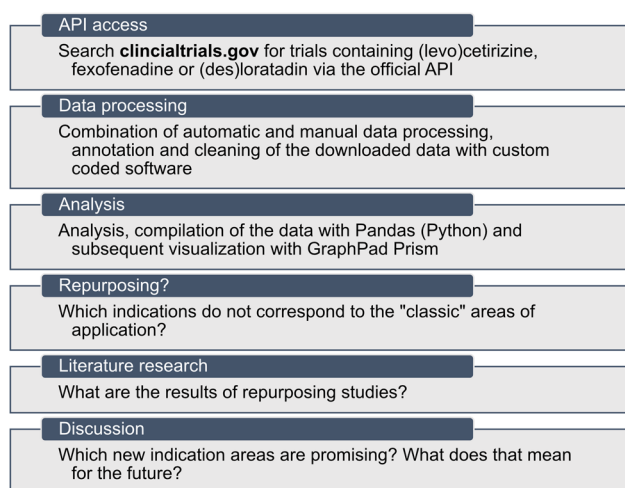 API access
Search clincialtrials.gov for trials containing (levo)cetirizine,
fexofenadine or (des)loratadin via the official API
Data processing
Combination of automatic and manual data processing,
annotation and cleaning of the downloaded data with custom
coded software
Analysis
Analysis, compilation of the data with Pandas (Python) and
subsequent visualization with GraphPad Prism
Repurposing?
Which indications do not correspond to the "classic" areas of
application?
Literature research
What are the results of repurposing studies?
Discussion
Which new indication areas are promising? What does that mean
for the future?